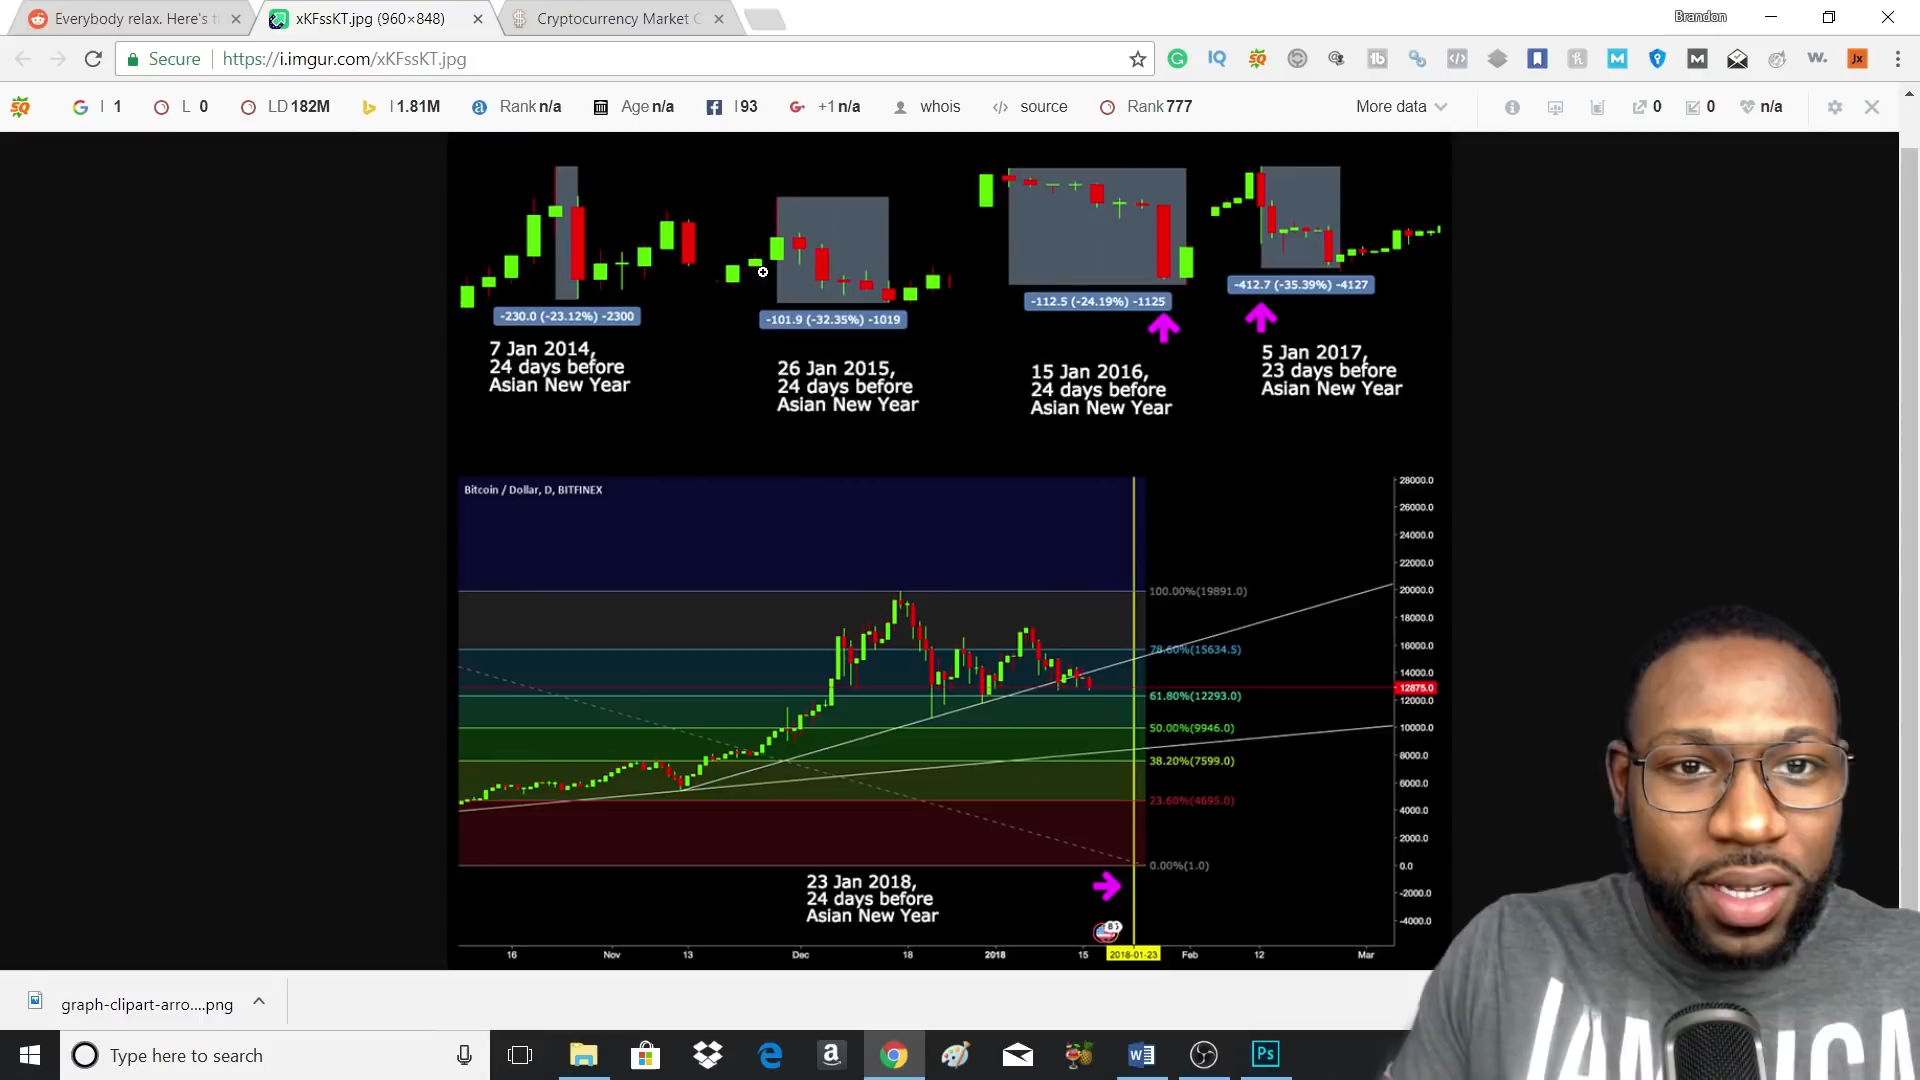 Everybody relax. Here's t
xKFssKT.jpg (960×848)
Cryptocurrency Market C
Brandon
Secure
https://i.imgur.com/xKFssKT.jpg
I 1
L 0
LD 182M
I 1.81M
Rank n/a
Age n/a
I 93
+1 n/a
whois
source
Rank 777
More data
0
0
n/a
-230.0 (-23.12%) -2300
-101.9 (-32.35%) -1019
-112.5 (-24.19%) -1125
-412.7 (-35.39%) -4127
7 Jan 2014,
24 days before
Asian New Year
26 Jan 2015,
24 days before
Asian New Year
15 Jan 2016,
24 days before
Asian New Year
5 Jan 2017,
23 days before
Asian New Year
Bitcoin / Dollar, D, BITFINEX
28000.0
26000.0
24000.0
22000.0
20000.0
18000.0
16000.0
14000.0
12875.0
12000.0
10000.0
8000.0
6000.0
4000.0
2000.0
0.0
-2000.0
-4000.0
100.00%(19891.0)
78.60%(15634.5)
61.80%(12293.0)
50.00%(9946.0)
38.20%(7599.0)
23.60%(4695.0)
0.00%(1.0)
23 Jan 2018,
24 days before
Asian New Year
16
Nov
13
Dec
18
2018
15
2018-01-23
Feb
12
Mar
graph-clipart-arro....png
Type here to search